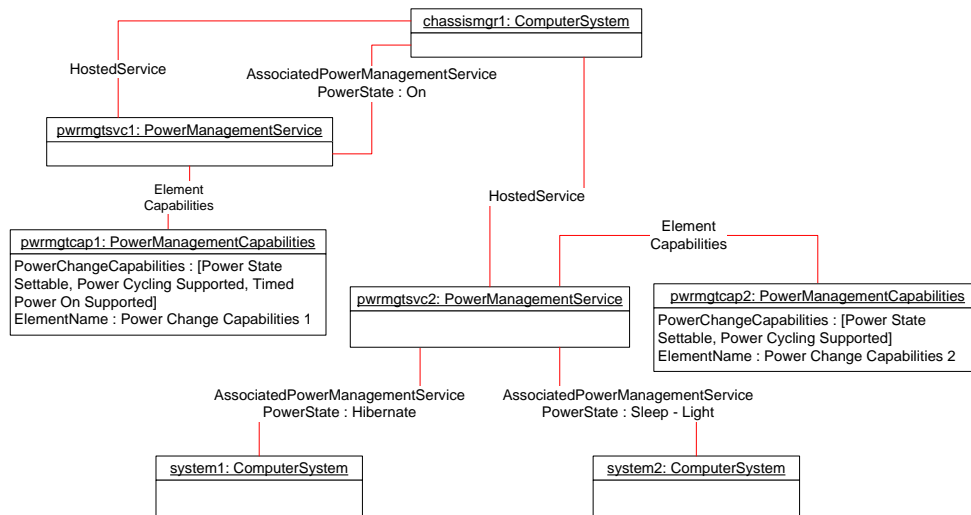 chassismgr1: ComputerSystem
HostedService
AssociatedPowerManagementService
PowerState : On
pwrmgtsvc1: PowerManagementService
Element
Capabilities
pwrmgtcap1: PowerManagementCapabilities
PowerChangeCapabilities : [Power State
Settable, Power Cycling Supported, Timed
Power On Supported]
ElementName : Power Change Capabilities 1
HostedService
Element
Capabilities
pwrmgtsvc2: PowerManagementService
pwrmgtcap2: PowerManagementCapabilities
PowerChangeCapabilities : [Power State
Settable, Power Cycling Supported]
ElementName : Power Change Capabilities 2
AssociatedPowerManagementService
PowerState : Hibernate
AssociatedPowerManagementService
PowerState : Sleep - Light
system1: ComputerSystem
system2: ComputerSystem